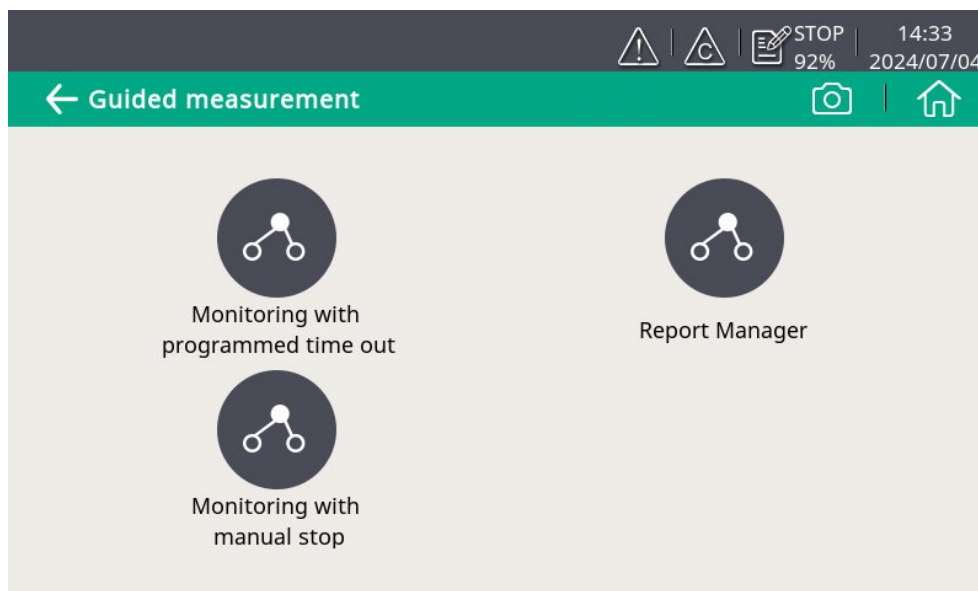 STOP 14:33
92% 2024/07/04
Guided measurement
Monitoring with
programmed time out
Report Manager
Monitoring with
manual stop